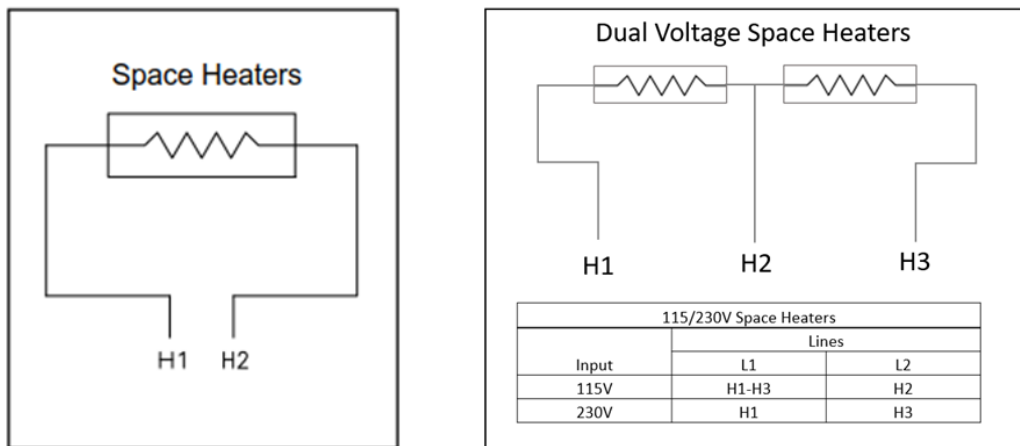 Space Heaters
H1 H2
Dual Voltage Space Heaters
H1 H2 H3
115/230V Space Heaters
Lines
Input L1 L2
115V H1-H3 H2
230V H1 H3